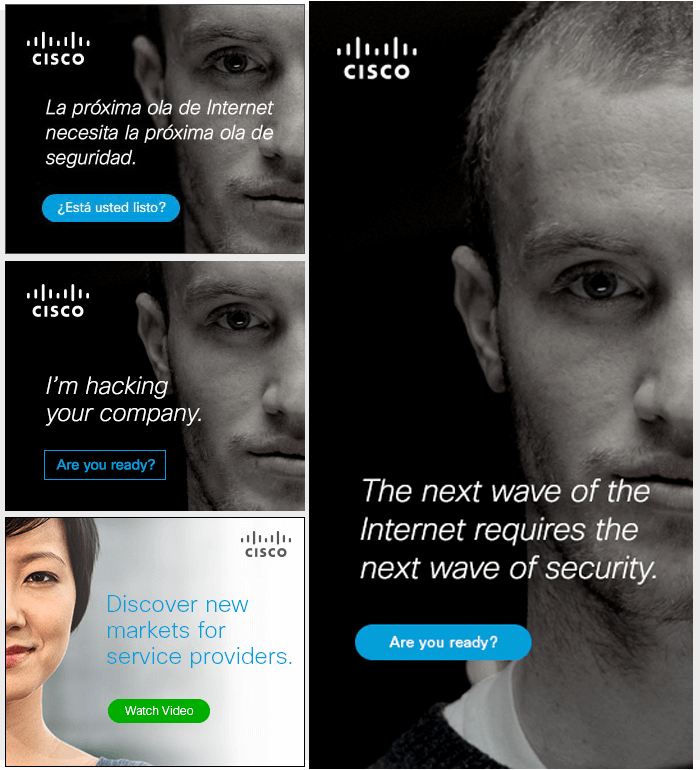 CISCO
La próxima ola de Internet
necesita la próxima ola de
seguridad.
¿Está usted listo?
CISCO
I'm hacking
your company.
Are you ready?
CISCO
Discover new
markets for
service providers.
Watch Video
CISCO
The next wave of the
Internet requires the
next wave of security.
Are you ready?